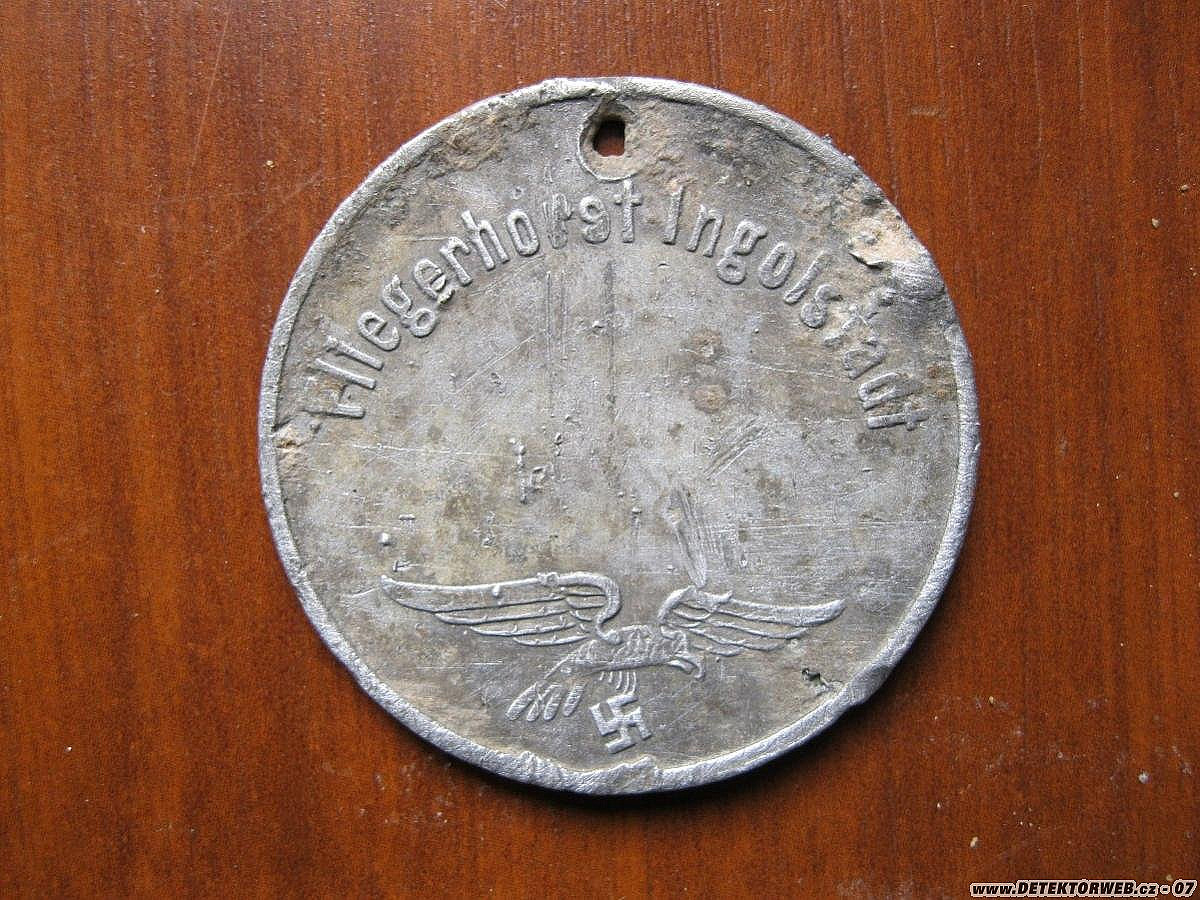 Fliegerhorst Ingolstadt
www.DETEKTORWEB.cz - 07